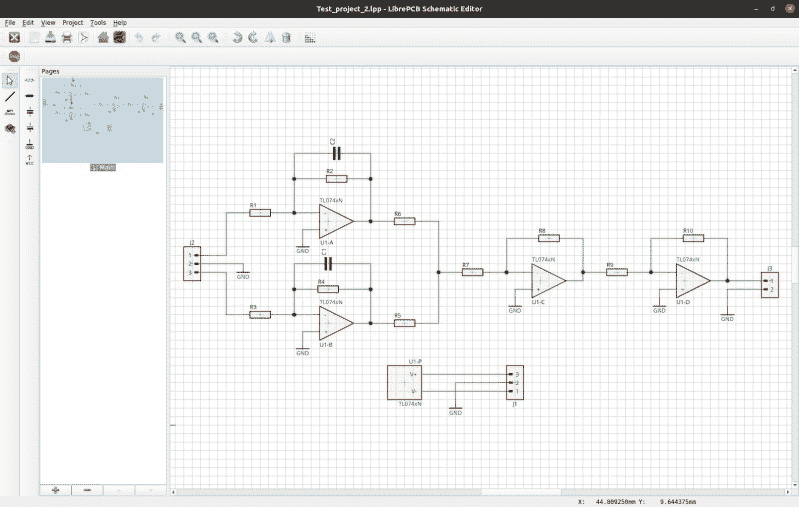 Test_project_2.lpp - LibrePCB Schematic Editor
File Edit View Project Tools Help
Pages
C2
R2
R1
TL074xN
R6
U1-A
GND
J2
1
2
3
GND
C1
R4
R3
TL074xN
R5
U1-B
GND
R7
R8
TL074xN
U1-C
GND
R9
R10
TL074xN
U1-D
GND
J3
1
2
GND
U1-P
V+
V-
TL074xN
GND
3
2
1
J1
X: 44.809250mm Y: 9.644375mm